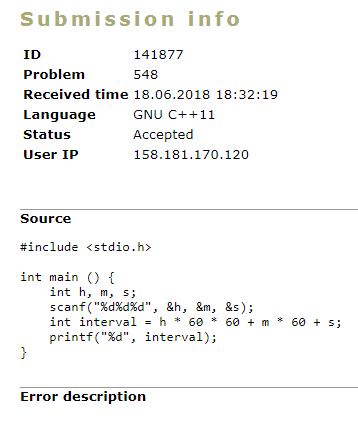 Submission info
ID 141877
Problem 548
Received time 18.06.2018 18:32:19
Language GNU C++11
Status Accepted
User IP 158.181.170.120
Source
#include <stdio.h>
int main () {
    int h, m, s;
    scanf("%d%d%d", &h, &m, &s);
    int interval = h * 60 * 60 + m * 60 + s;
    printf("%d", interval);
}
Error description